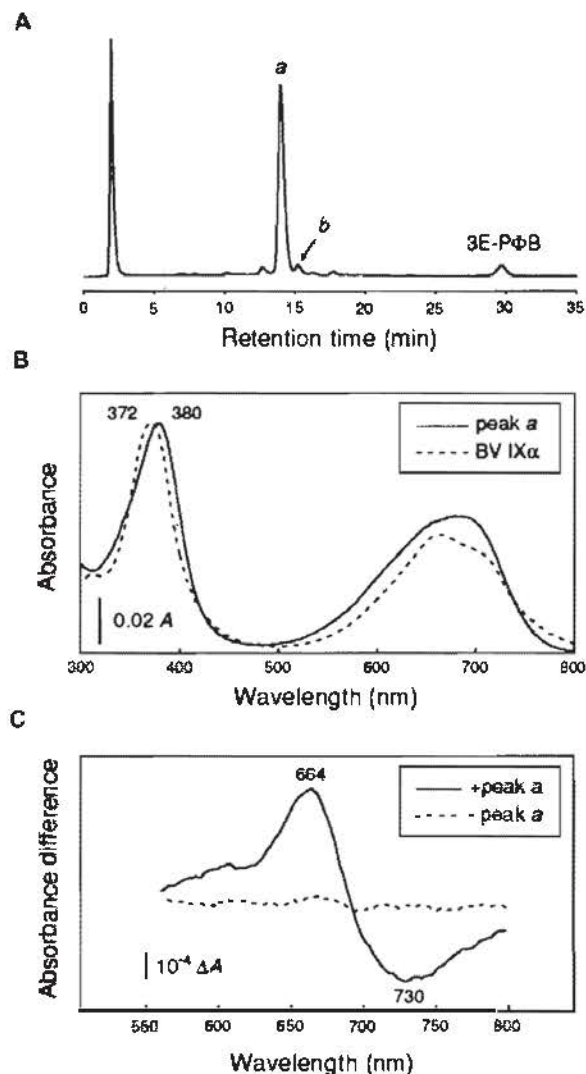 A
a
b
3E-PΦB
0 5 10 15 20 25 30 35
Retention time (min)
B
372 380
peak a
BV IXα
Absorbance
0.02 A
300 400 500 600 700 800
Wavelength (nm)
C
664
+peak a
- peak a
Absorbance difference
10⁻⁴ ΔA
730
550 600 650 700 750 800
Wavelength (nm)